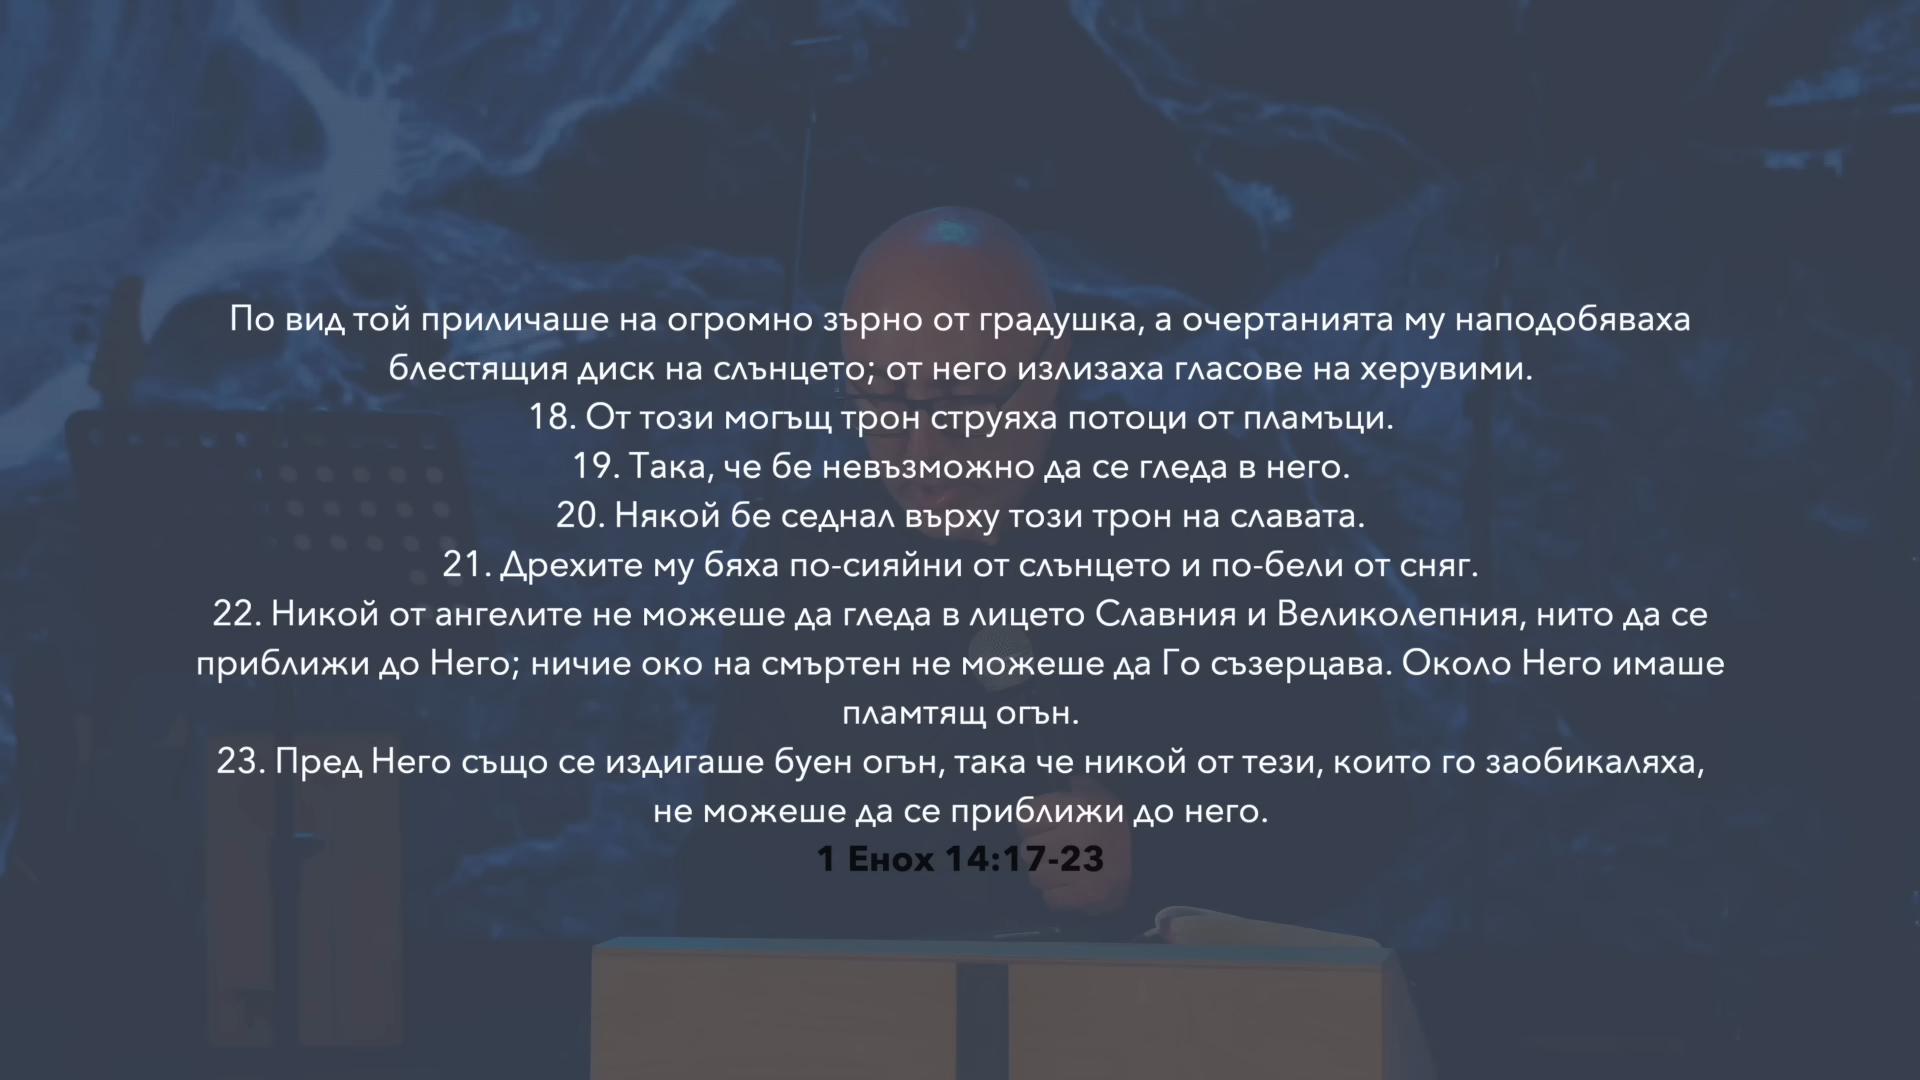 По вид той приличаше на огромно зърно от градушка, а очертанията му наподобяваха
блестящия диск на слънцето; от него излизаха гласове на херувими.
18. От този могъщ трон струяха потоци от пламъци.
19. Така, че бе невъзможно да се гледа в него.
20. Някой бе седнал върху този трон на славата.
21. Дрехите му бяха по-сияйни от слънцето и по-бели от сняг.
22. Никой от ангелите не можеше да гледа в лицето Славния и Великолепния, нито да се
приближи до Него; ничие око на смъртен не можеше да Го съзерцава. Около Него имаше
пламтящ огън.
23. Пред Него също се издигаше буен огън, така че никой от тези, които го заобикаляха,
не можеше да се приближи до него.
1 Енох 14:17-23